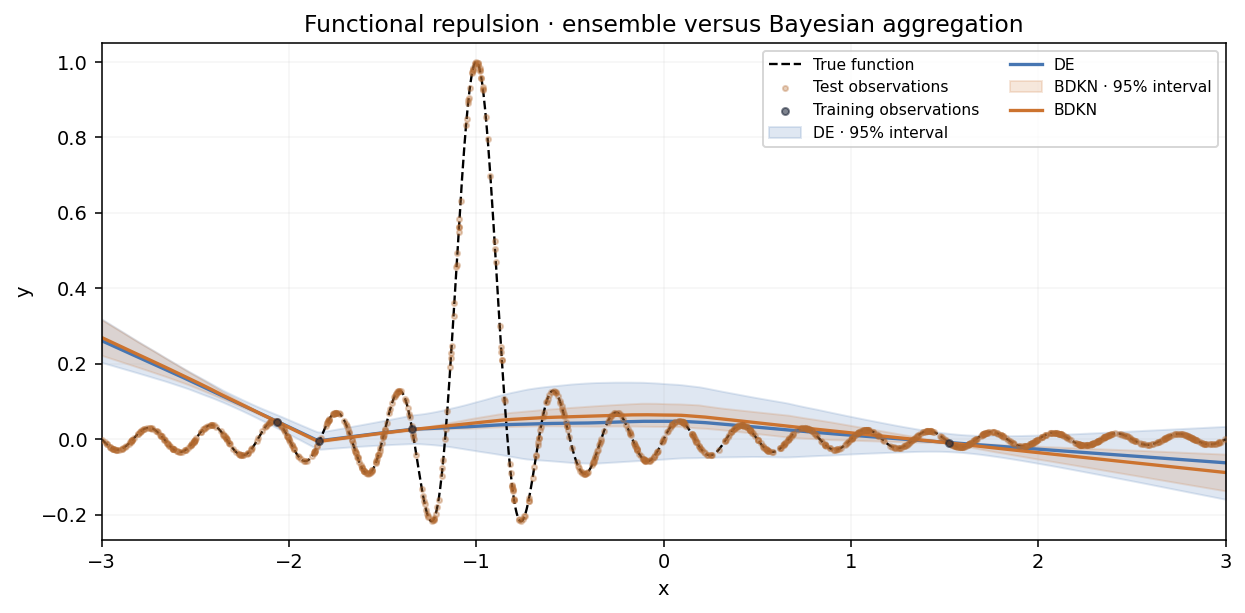 Functional repulsion · ensemble versus Bayesian aggregation
True function
Test observations
Training observations
DE · 95% interval
DE
BDKN · 95% interval
BDKN
y
1.0
0.8
0.6
0.4
0.2
0.0
−0.2
−3
−2
−1
0
1
2
3
x